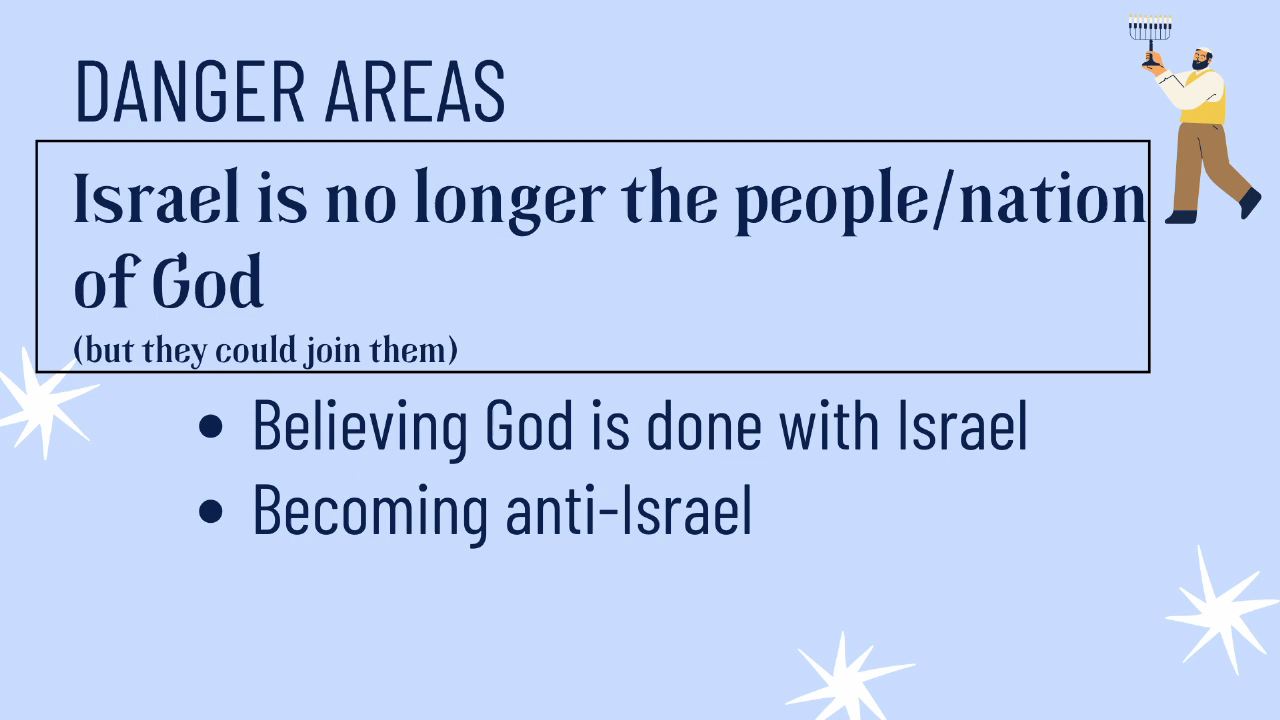 DANGER AREAS
Israel is no longer the people/nation
of God
(but they could join them)
• Believing God is done with Israel
• Becoming anti-Israel